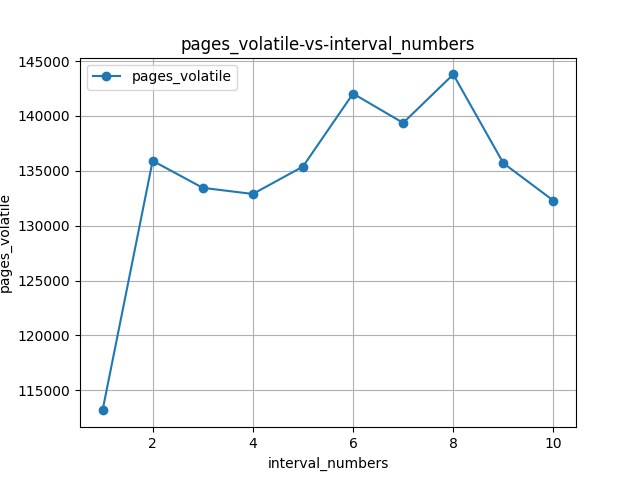 pages_volatile-vs-interval_numbers
pages_volatile
145000
140000
135000
130000
125000
120000
115000
pages_volatile
2 4 6 8 10
interval_numbers